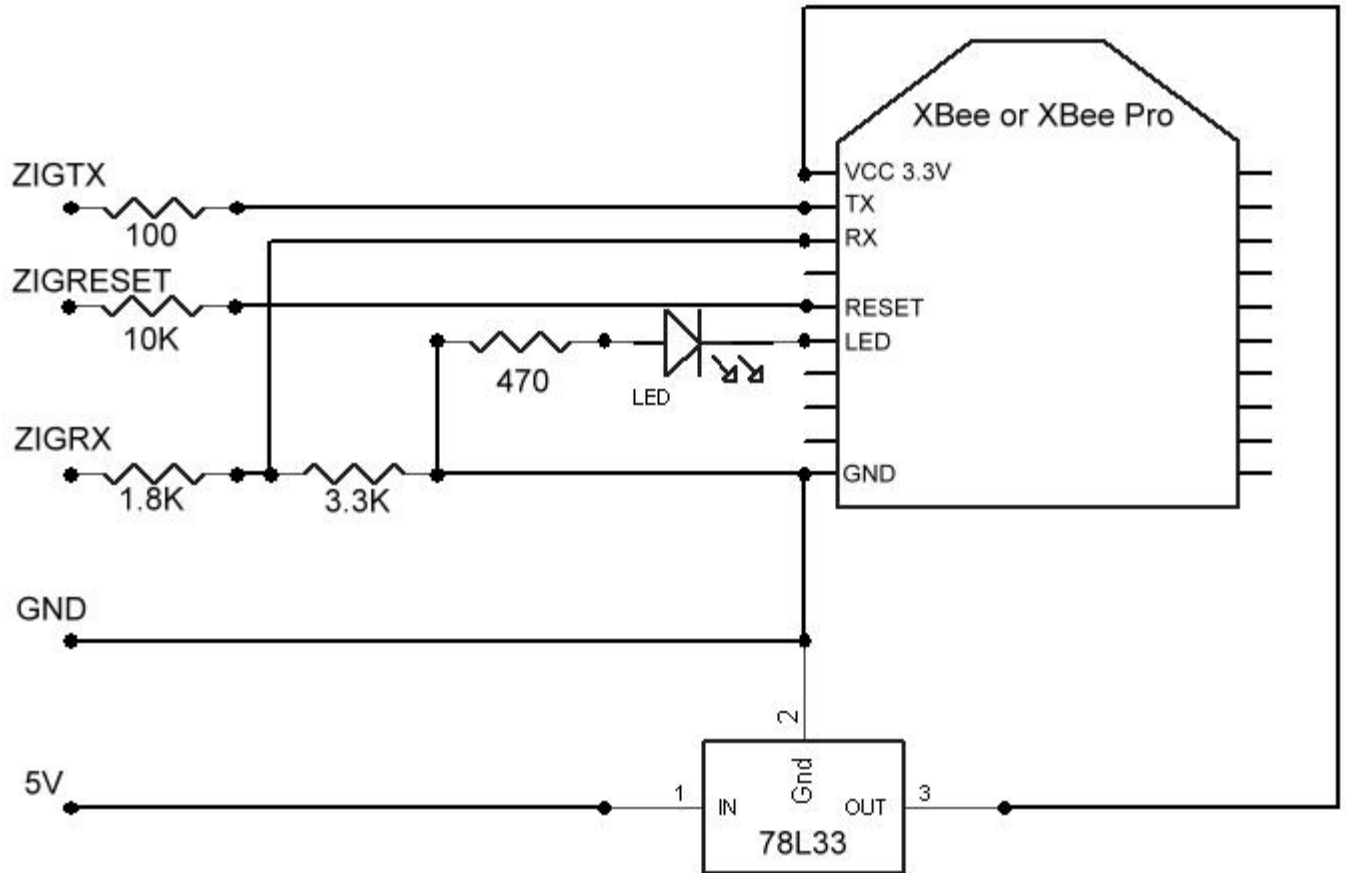 XBee or XBee Pro
ZIGTX
VCC 3.3V
TX
100
RX
ZIGRESET
RESET
10K
LED
470
LED
ZIGRX
GND
1.8K
3.3K
GND
2
Gnd
5V
1
IN
OUT
3
78L33